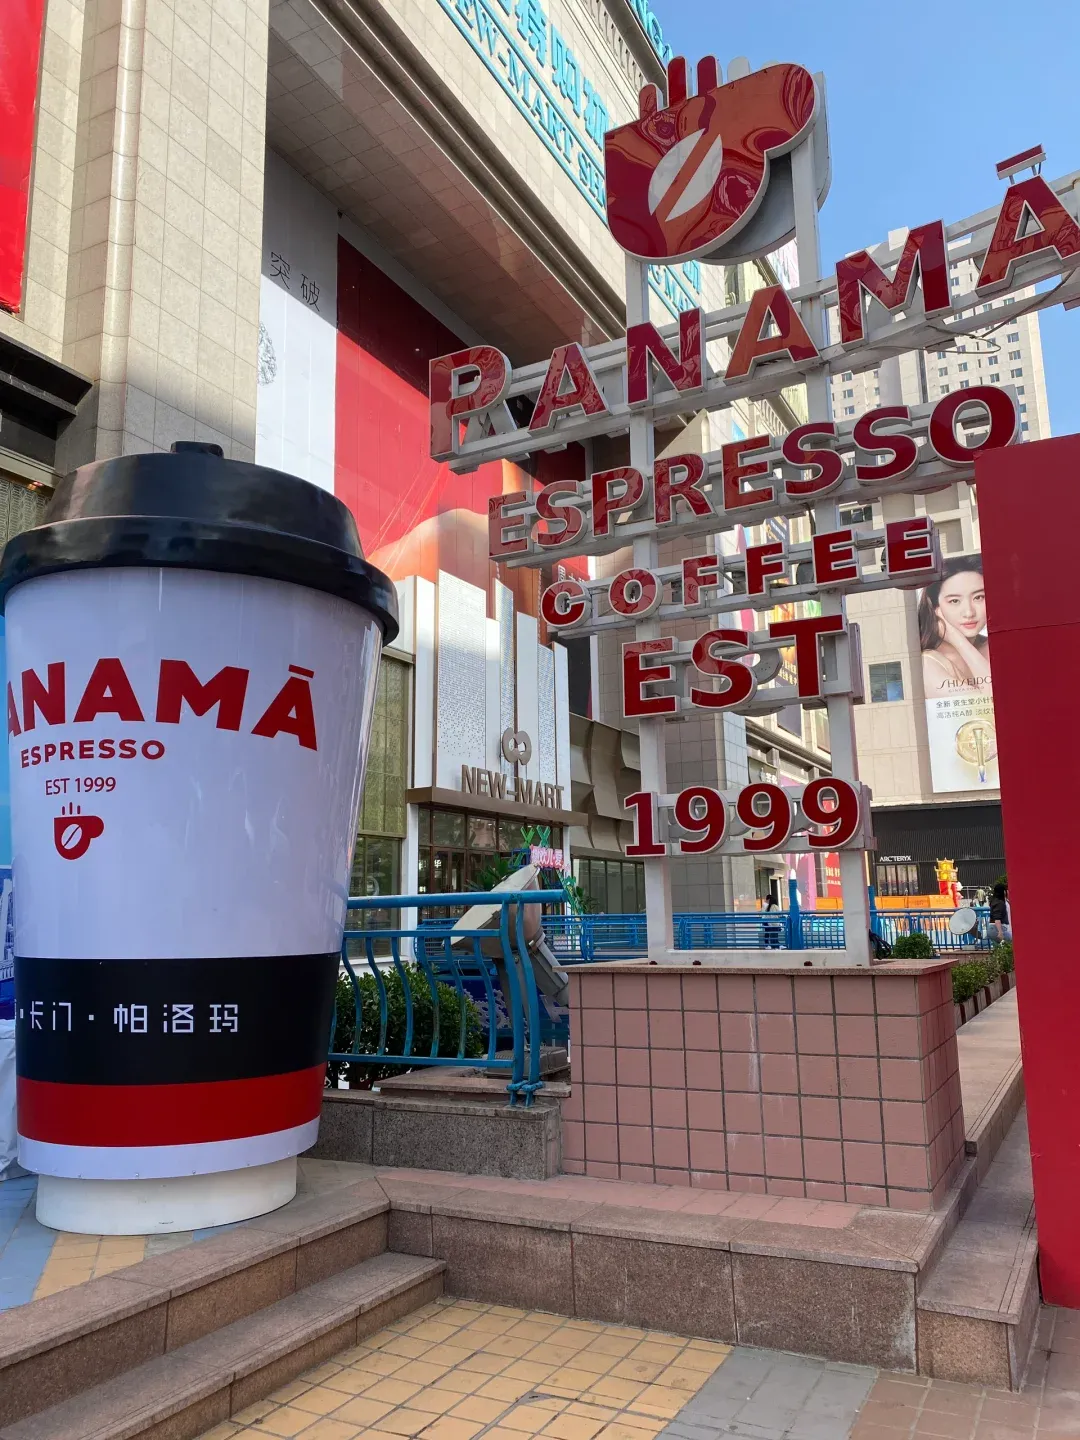 NEW-MART
突破
PANAMĀ
ESPRESSO
COFFEE
EST
1999
ANAMĀ
ESPRESSO
EST 1999
卡门·帕洛玛
NEW-MART
SHISEIDO
ARC'TERYX